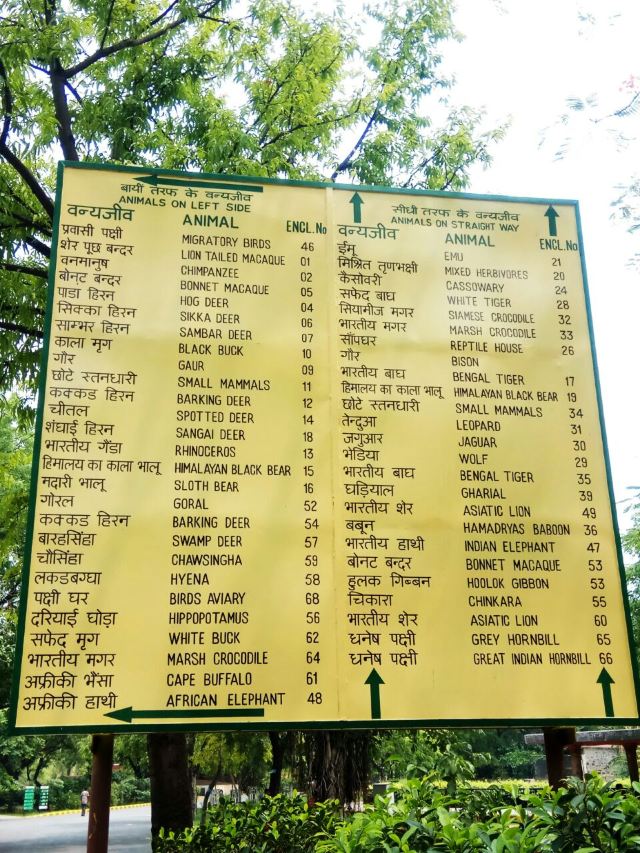 बायीं तरफ के वन्यजीव
ANIMALS ON LEFT SIDE
वन्यजीव ANIMAL ENCL.No
प्रवासी पक्षी MIGRATORY BIRDS 46
शेर पूछ बन्दर LION TAILED MACAQUE 01
वनमानुष CHIMPANZEE 02
बोनट बन्दर BONNET MACAQUE 05
पाडा हिरन HOG DEER 04
सिक्का हिरन SIKKA DEER 06
साम्भर हिरन SAMBAR DEER 07
काला मृग BLACK BUCK 10
गौर GAUR 09
छोटे स्तनधारी SMALL MAMMALS 11
कक्कड हिरन BARKING DEER 12
चीतल SPOTTED DEER 14
शंघाई हिरन SANGAI DEER 18
भारतीय गैंडा RHINOCEROS 13
हिमालय का काला भालू HIMALAYAN BLACK BEAR 15
मदारी भालू SLOTH BEAR 16
गोरल GORAL 52
कक्कड हिरन BARKING DEER 54
बारहसिंहा SWAMP DEER 57
चौसिंहा CHAWSINGHA 59
लकडबग्घा HYENA 58
पक्षी घर BIRDS AVIARY 68
दरियाई घोड़ा HIPPOPOTAMUS 56
सफेद मृग WHITE BUCK 62
भारतीय मगर MARSH CROCODILE 64
अफ्रीकी भैंसा CAPE BUFFALO 61
अफ्रीकी हाथी AFRICAN ELEPHANT 48
सीधी तरफ के वन्यजीव
ANIMALS ON STRAIGHT WAY
वन्यजीव ANIMAL ENCL.No
ईमू EMU 21
मिश्रित तृणभक्षी MIXED HERBIVORES 20
कैसोवरी CASSOWARY 24
सफेद बाघ WHITE TIGER 28
सियामीज मगर SIAMESE CROCODILE 32
भारतीय मगर MARSH CROCODILE 33
साँपघर REPTILE HOUSE 26
गौर BISON
भारतीय बाघ BENGAL TIGER 17
हिमालय का काला भालू HIMALAYAN BLACK BEAR 19
छोटे स्तनधारी SMALL MAMMALS 34
तेन्दुआ LEOPARD 31
जगुआर JAGUAR 30
भेडिया WOLF 29
भारतीय बाघ BENGAL TIGER 35
घड़ियाल GHARIAL 39
भारतीय शेर ASIATIC LION 49
बबून HAMADRYAS BABOON 36
भारतीय हाथी INDIAN ELEPHANT 47
बोनट बन्दर BONNET MACAQUE 53
हूलक गिब्बन HOOLOK GIBBON 53
चिकारा CHINKARA 55
भारतीय शेर ASIATIC LION 60
धनेष पक्षी GREY HORNBILL 65
धनेष पक्षी GREAT INDIAN HORNBILL 66